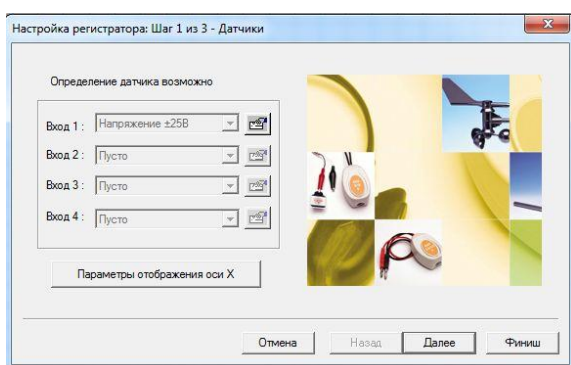 Настройка регистратора: Шаг 1 из 3 - Датчики
Определение датчика возможно
Вход 1 : Напряжение ±25В
Вход 2 : Пусто
Вход 3 : Пусто
Вход 4 : Пусто
Параметры отображения оси X
Отмена Назад Далее Финиш